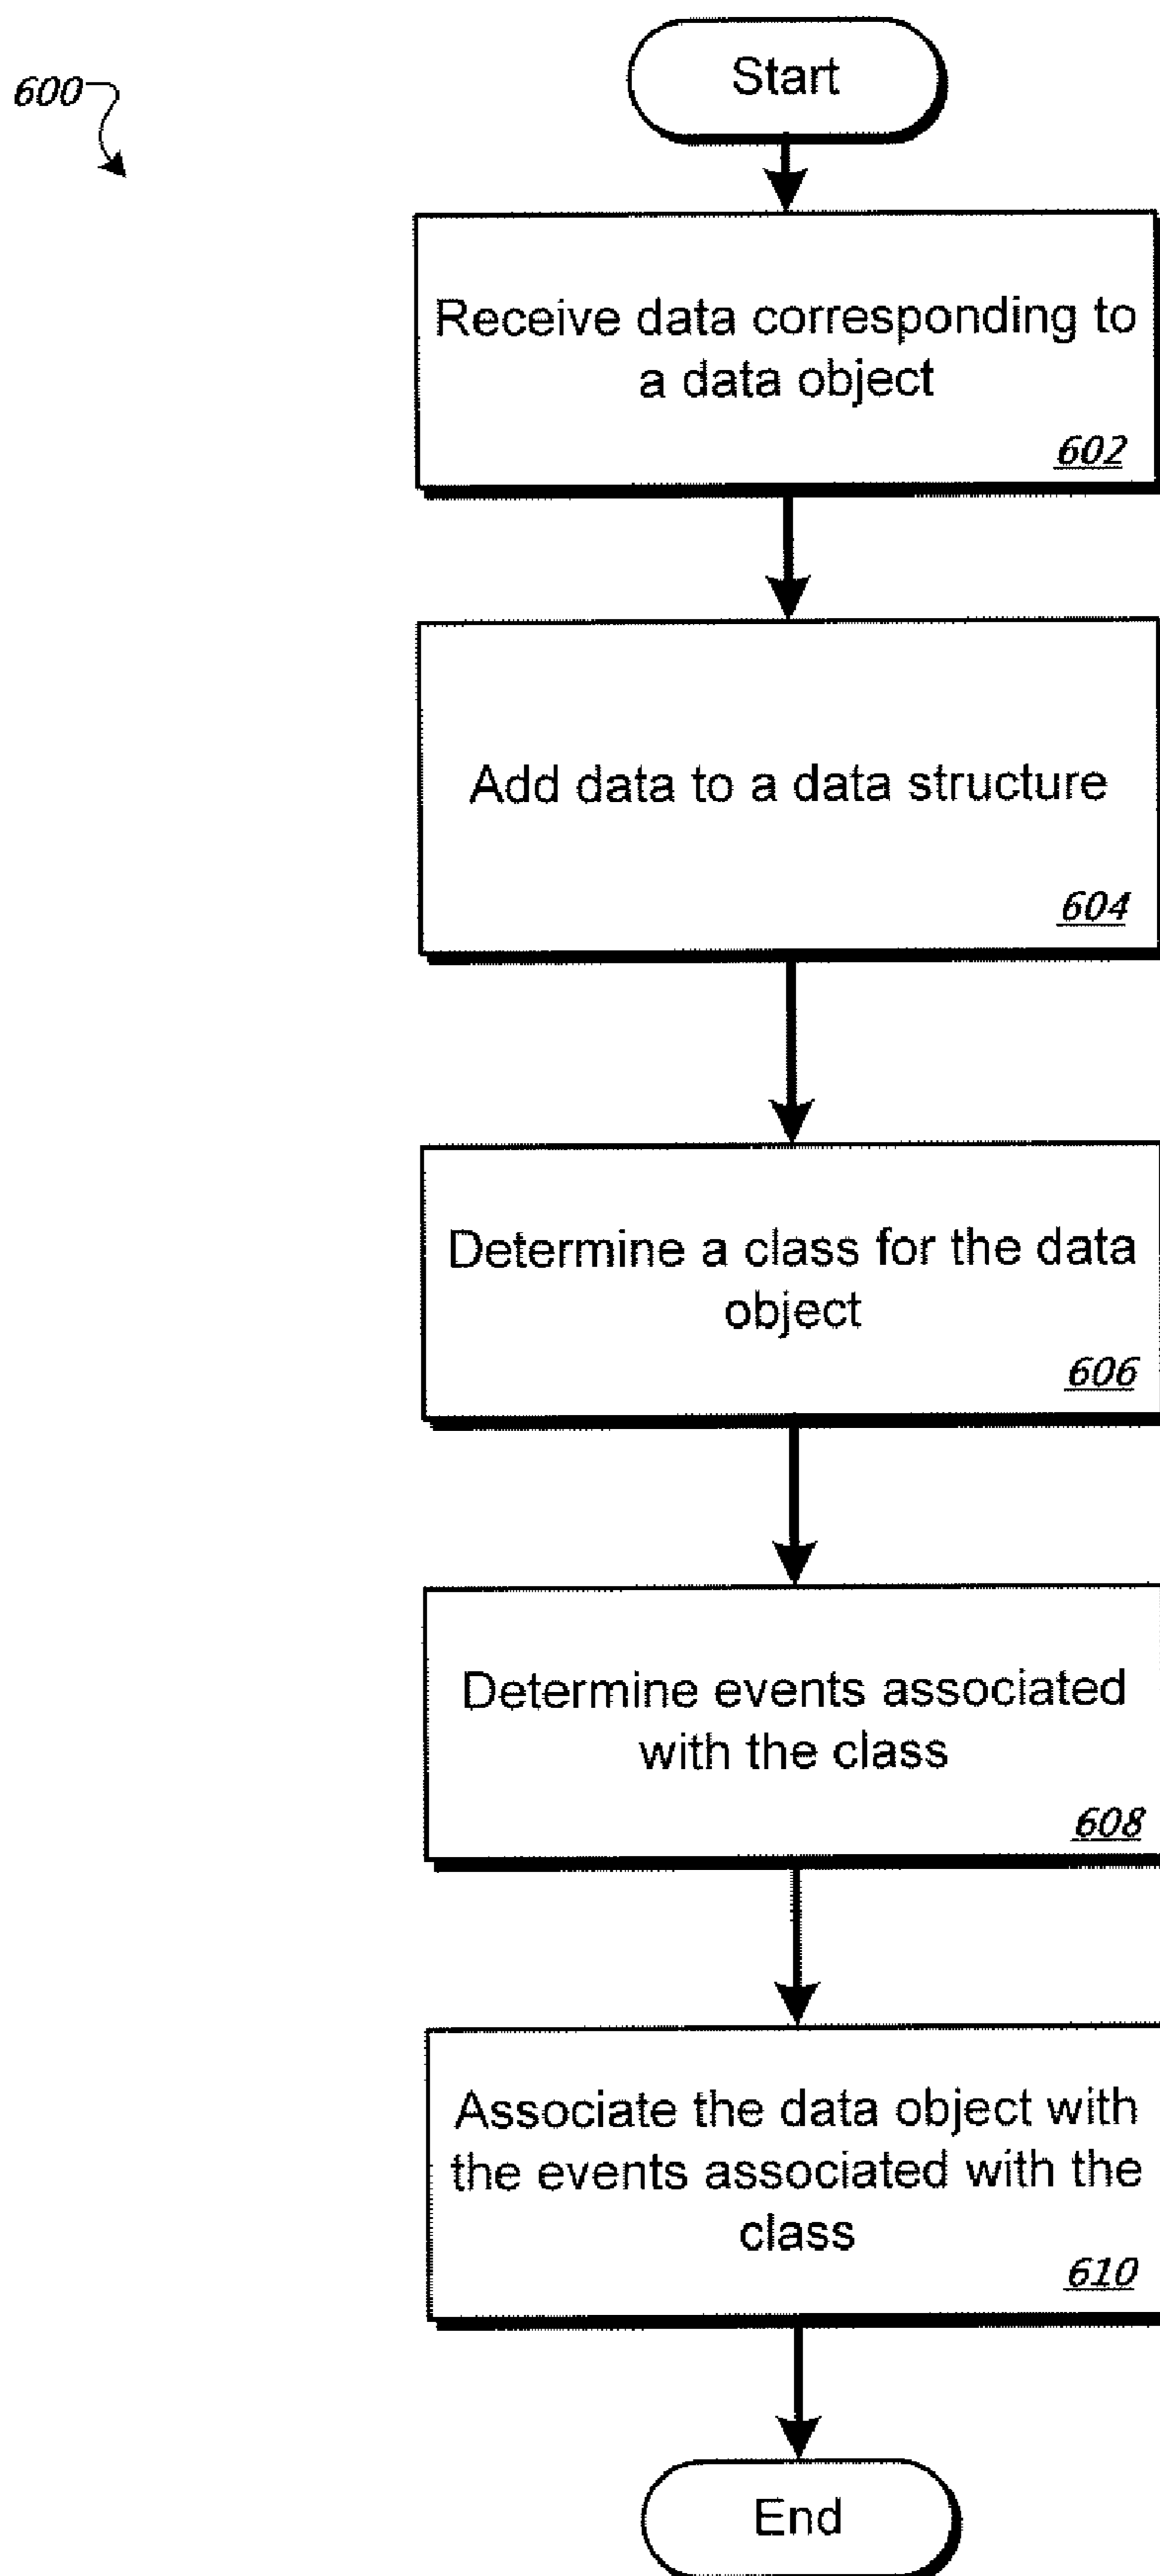 600
Start
Receive data corresponding to
a data object
602
Add data to a data structure
604
Determine a class for the data
object
606
Determine events associated
with the class
608
Associate the data object with
the events associated with the
class
610
End